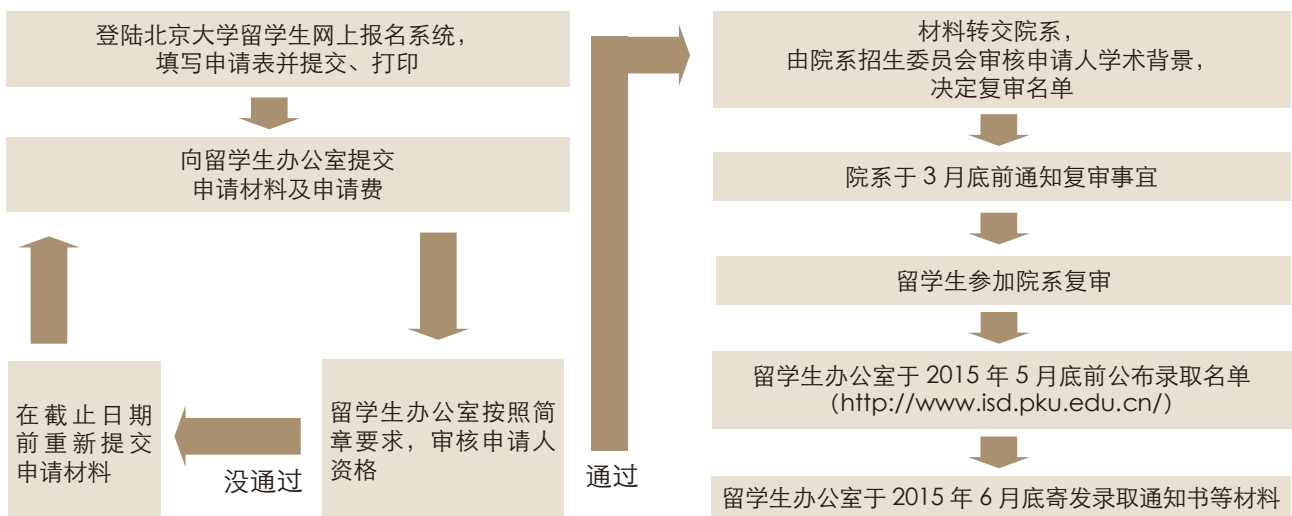 登陆北京大学留学生网上报名系统，
填写申请表并提交、打印
向留学生办公室提交
申请材料及申请费
在截止日期
前重新提交
申请材料
没通过
留学生办公室按照简
章要求，审核申请人
资格
通过
材料转交院系，
由院系招生委员会审核申请人学术背景，
决定复审名单
院系于 3 月底前通知复审事宜
留学生参加院系复审
留学生办公室于 2015 年 5 月底前公布录取名单
（http://www.isd.pku.edu.cn/）
留学生办公室于 2015 年 6 月底寄发录取通知书等材料